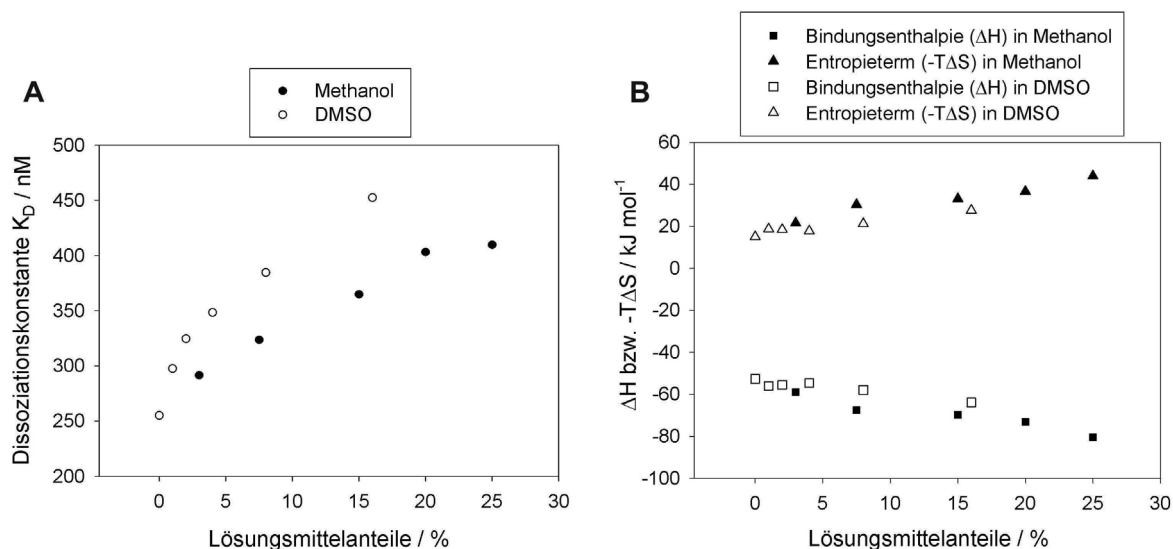 A
Methanol
DMSO
Dissoziationskonstante K_D / nM
500
450
400
350
300
250
200
0 5 10 15 20 25 30
Lösungsmittelanteile / %
B
Bindungsenthalpie (ΔH) in Methanol
Entropieterm (-TΔS) in Methanol
Bindungsenthalpie (ΔH) in DMSO
Entropieterm (-TΔS) in DMSO
ΔH bzw. -TΔS / kJ mol⁻¹
60
40
20
0
-20
-40
-60
-80
-100
0 5 10 15 20 25 30
Lösungsmittelanteile / %